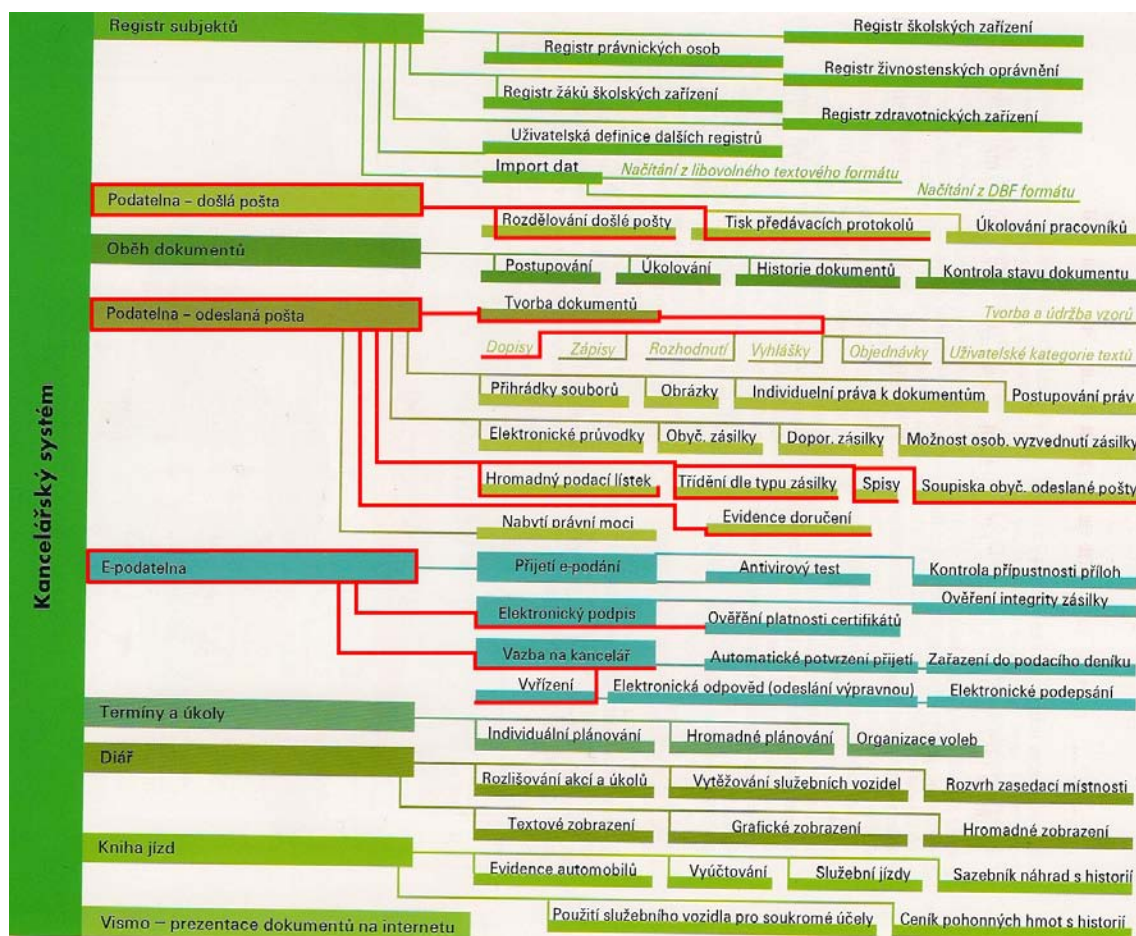 Kancelářský systém
Registr subjektů
Registr školských zařízení
Registr právnických osob
Registr živnostenských oprávnění
Registr žáků školských zařízení
Registr zdravotnických zařízení
Uživatelská definice dalších registrů
Import dat
Načítání z libovolného textového formátu
Načítání z DBF formátu
Podatelna – došlá pošta
Rozdělování došlé pošty
Tisk předávacích protokolů
Úkolování pracovníků
Oběh dokumentů
Postupování
Úkolování
Historie dokumentů
Kontrola stavu dokumentu
Podatelna – odeslaná pošta
Tvorba dokumentů
Tvorba a údržba vzorů
Dopisy
Zápisy
Rozhodnutí
Vyhlášky
Objednávky
Uživatelské kategorie textů
Přihrádky souborů
Obrázky
Individuelní práva k dokumentům
Postupování práv
Elektronické průvodky
Obyč. zásilky
Dopor. zásilky
Možnost osob. vyzvednutí zásilky
Hromadný podací lístek
Třídění dle typu zásilky
Spisy
Soupiska obyč. odeslané pošty
Nabytí právní moci
Evidence doručení
E-podatelna
Přijetí e-podání
Antivirový test
Kontrola přípustnosti příloh
Elektronický podpis
Ověření integrity zásilky
Ověřění platnosti certifikátů
Vazba na kancelář
Automatické potvrzení přijetí
Zařazení do podacího deníku
Vyřízení
Elektronická odpověd (odeslání výpravnou)
Elektronické podepsání
Termíny a úkoly
Individuální plánování
Hromadné plánování
Organizace voleb
Diář
Rozlišování akcí a úkolů
Vytěžování služebních vozidel
Rozvrh zasedací místnosti
Textové zobrazení
Grafické zobrazení
Hromadné zobrazení
Kniha jízd
Evidence automobilů
Vyúčtování
Služební jízdy
Sazebník náhrad s historií
Použití služebního vozidla pro soukromé účely
Ceník pohonných hmot s historií
Vismo – prezentace dokumentů na internetu